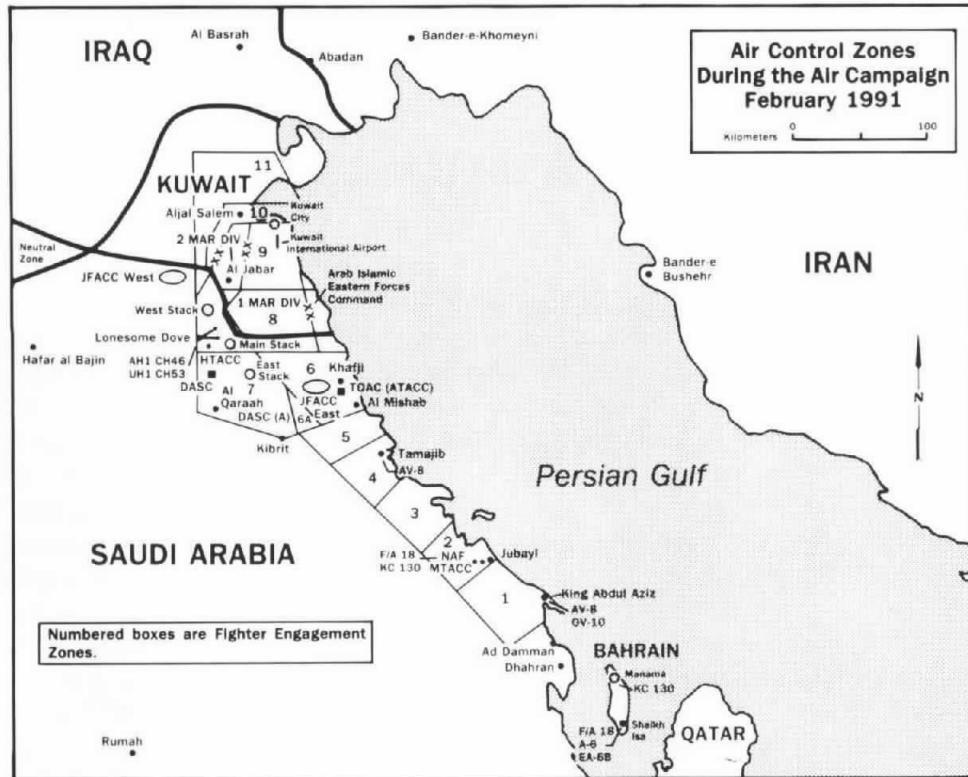 IRAQ
Al Basrah
Abadan
Bander-e-Khomeyni
Air Control Zones
During the Air Campaign
February 1991
Kilometers 0 100
11
KUWAIT
Aljal Salem
10
Kuwait
City
Kuwait
International Airport
2 MAR DIV
XX
XX
9
Neutral
Zone
JFACC West
Al Jabar
Arab Islamic
Eastern Forces
Command
IRAN
Bander-e
Bushehr
1 MAR DIV
XX
8
West Stack
Lonesome Dove
Main Stack
Hafar al Bajin
AH1 CH46
UH1 CH53
HTACC
East
Stack
6
Khafji
DASC
7
TOAC (ATACC)
Al
Qaraah
JFACC
East
Al Mishab
DASC (A)
6A
Kibrit
5
N
4
Tamajib
AV-8
Persian Gulf
3
SAUDI ARABIA
2
F/A 18
KC 130
NAF
MTACC
Jubayl
1
King Abdul Aziz
AV-8
OV-10
Numbered boxes are Fighter Engagement
Zones.
Ad Damman
Dhahran
BAHRAIN
Manama
KC 130
F/A 18
A-6
EA-6B
Shaikh
Isa
QATAR
Rumah